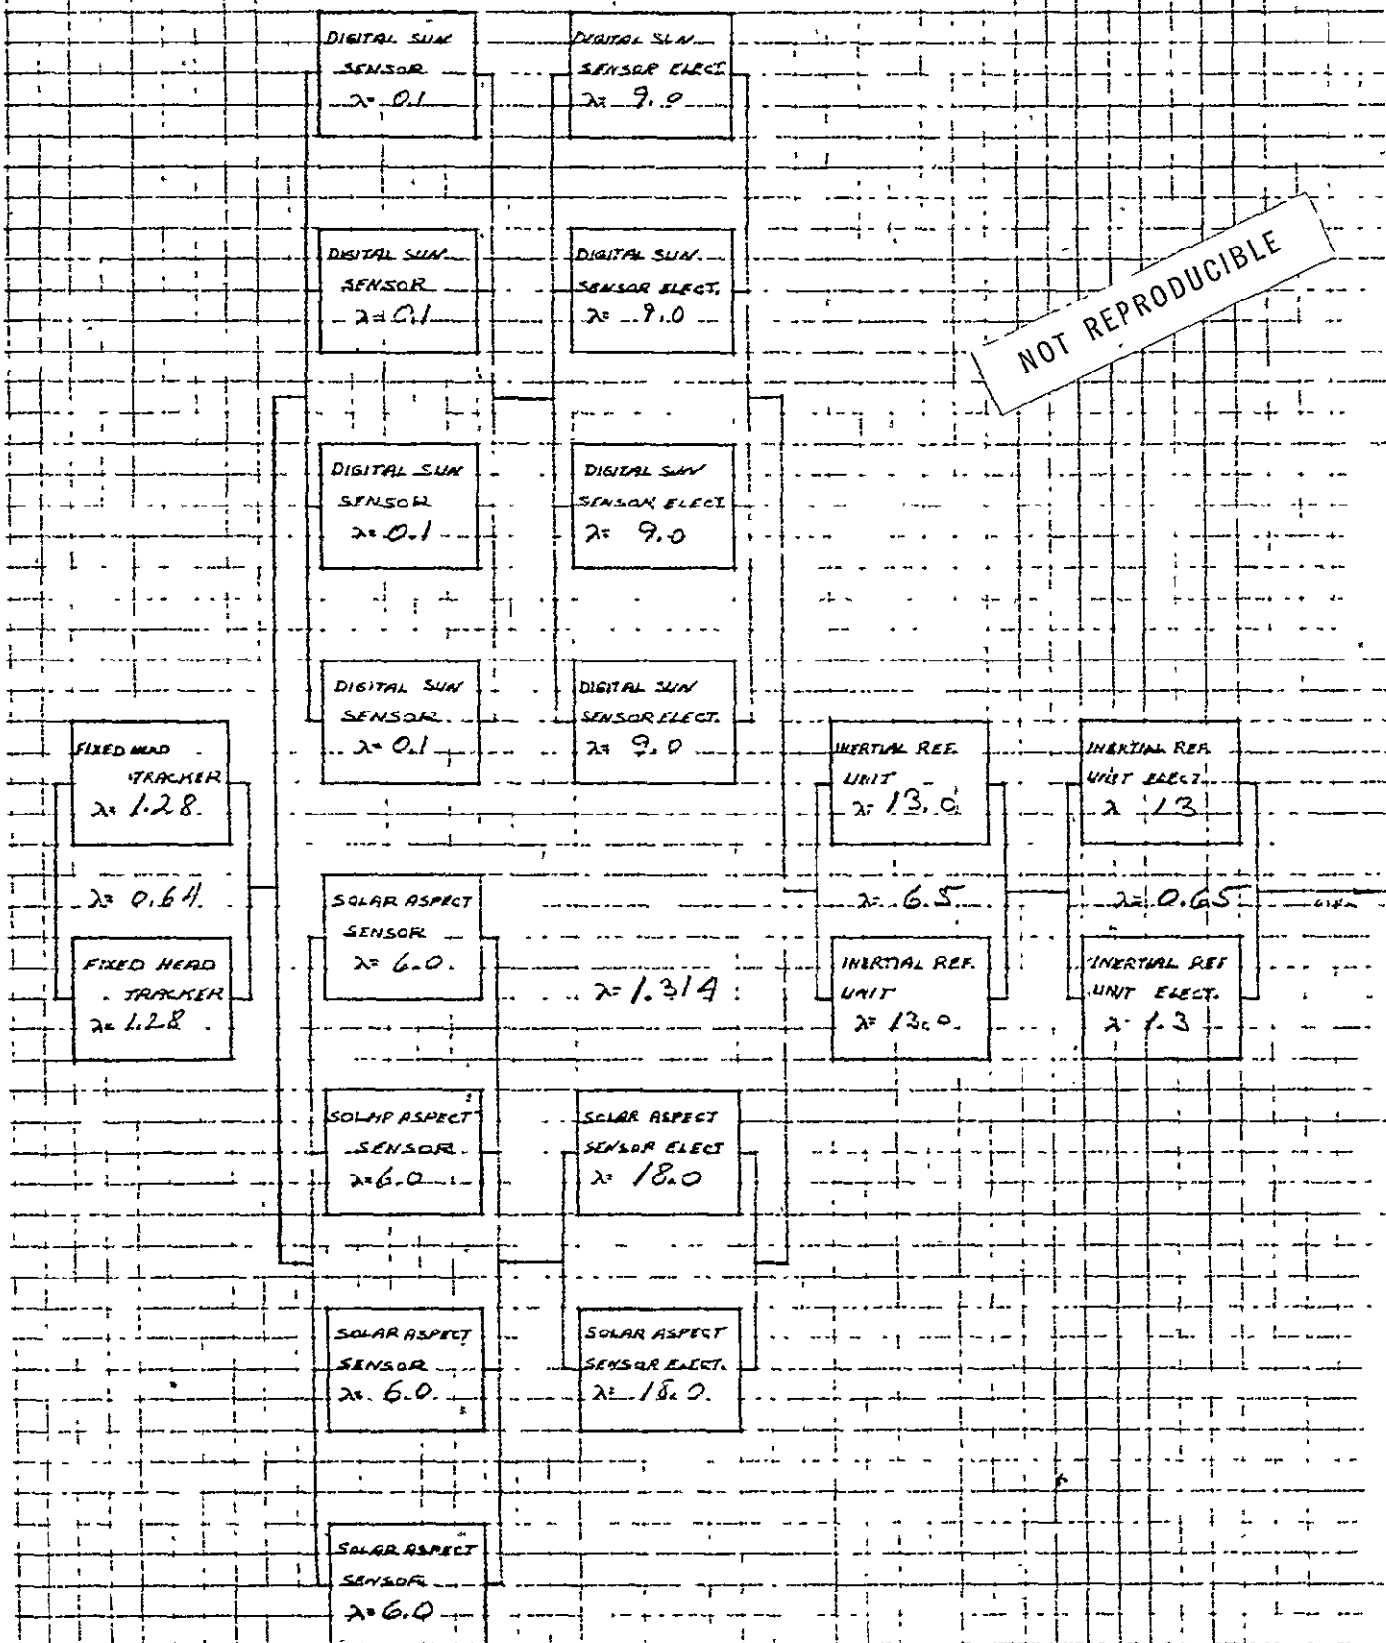 DIGITAL SUN
SENSOR
λ= 0.1
DIGITAL SUN
SENSOR ELECT
λ= 9.0
DIGITAL SUN
SENSOR
λ= 0.1
DIGITAL SUN
SENSOR ELECT.
λ= 9.0
NOT REPRODUCIBLE
DIGITAL SUN
SENSOR
λ= 0.1
DIGITAL SUN
SENSOR ELECT
λ= 9.0
DIGITAL SUN
SENSOR
λ= 0.1
DIGITAL SUN
SENSOR ELECT.
λ= 9.0
FIXED HEAD
TRACKER
λ= 1.28
λ= 0.64
FIXED HEAD
TRACKER
λ= 1.28
SOLAR ASPECT
SENSOR
λ= 6.0
λ= 1.314
INERTIAL REF.
UNIT
λ= 13.0
λ= 6.5
INERTIAL REF.
UNIT
λ= 13.0
INERTIAL REF.
UNIT ELECT.
λ 1.3
λ= 0.65
INERTIAL REF
UNIT ELECT.
λ= 1.3
SOLAR ASPECT
SENSOR
λ= 6.0
SOLAR ASPECT
SENSOR ELECT
λ= 18.0
SOLAR ASPECT
SENSOR
λ= 6.0
SOLAR ASPECT
SENSOR ELECT.
λ= 18.0
SOLAR ASPECT
SENSOR
λ= 6.0